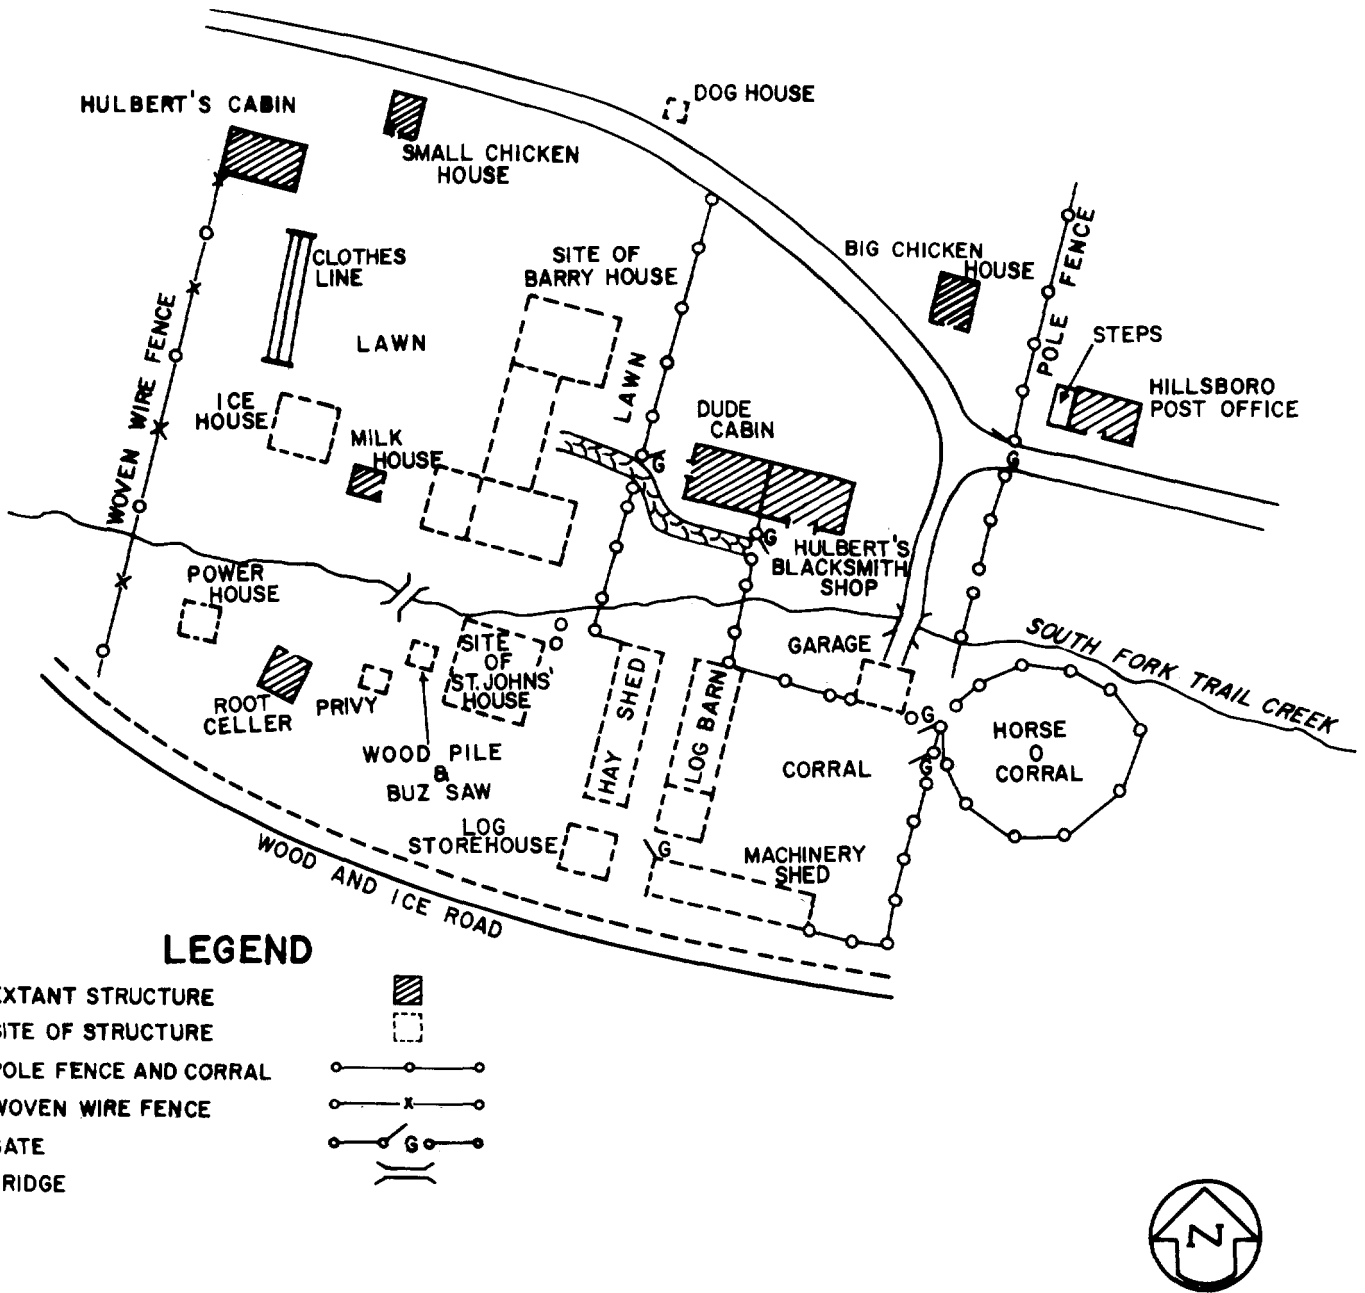 DOG HOUSE
HULBERT'S CABIN
SMALL CHICKEN
HOUSE
CLOTHES
LINE
SITE OF
BARRY HOUSE
BIG CHICKEN
HOUSE
POLE FENCE
STEPS
HILLSBORO
POST OFFICE
WOVEN WIRE FENCE
LAWN
LAWN
ICE
HOUSE
MILK
HOUSE
DUDE
CABIN
G
G
G
HULBERT'S
BLACKSMITH
SHOP
POWER
HOUSE
SOUTH FORK TRAIL CREEK
GARAGE
SITE
OF
ST. JOHNS'
HOUSE
ROOT
CELLER
PRIVY
HAY SHED
LOG BARN
G
G
HORSE
CORRAL
CORRAL
WOOD PILE
&
BUZ SAW
LOG
STOREHOUSE
G
MACHINERY
SHED
WOOD AND ICE ROAD
LEGEND
EXTANT STRUCTURE
SITE OF STRUCTURE
POLE FENCE AND CORRAL
WOVEN WIRE FENCE
x
GATE
G
RIDGE
N